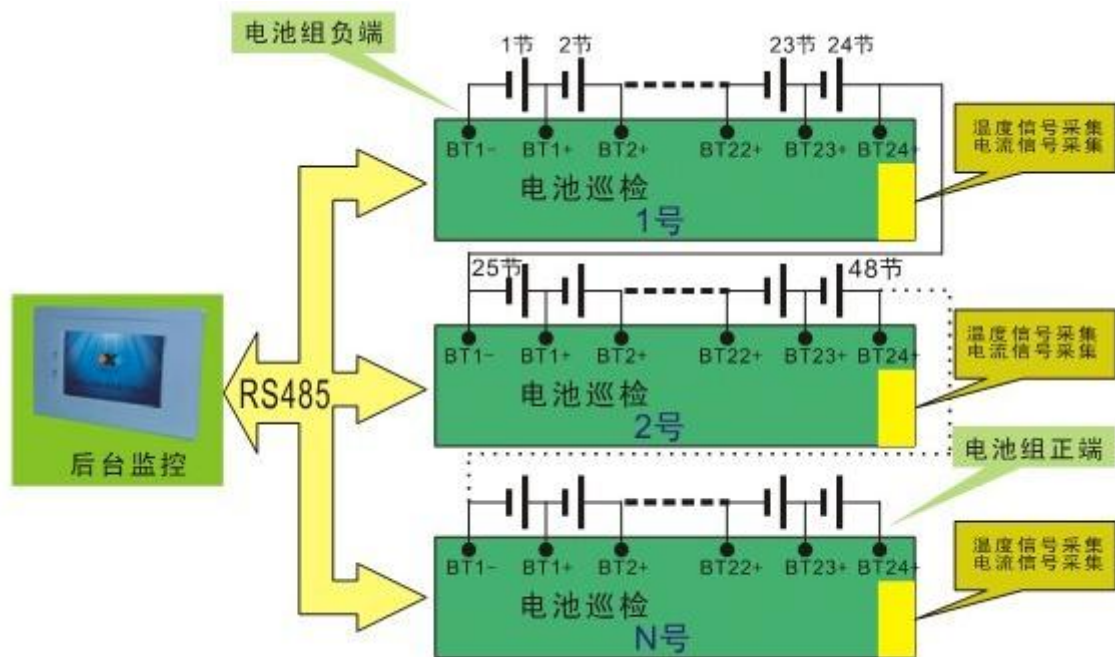 电池组负端
1节 2节 23节 24节
BT1- BT1+ BT2+ BT22+ BT23+ BT24+
电池巡检
1号
温度信号采集
电流信号采集
25节 48节
BT1- BT1+ BT2+ BT22+ BT23+ BT24+
电池巡检
2号
温度信号采集
电流信号采集
RS485
后台监控
电池组正端
BT1- BT1+ BT2+ BT22+ BT23+ BT24+
电池巡检
N号
温度信号采集
电流信号采集